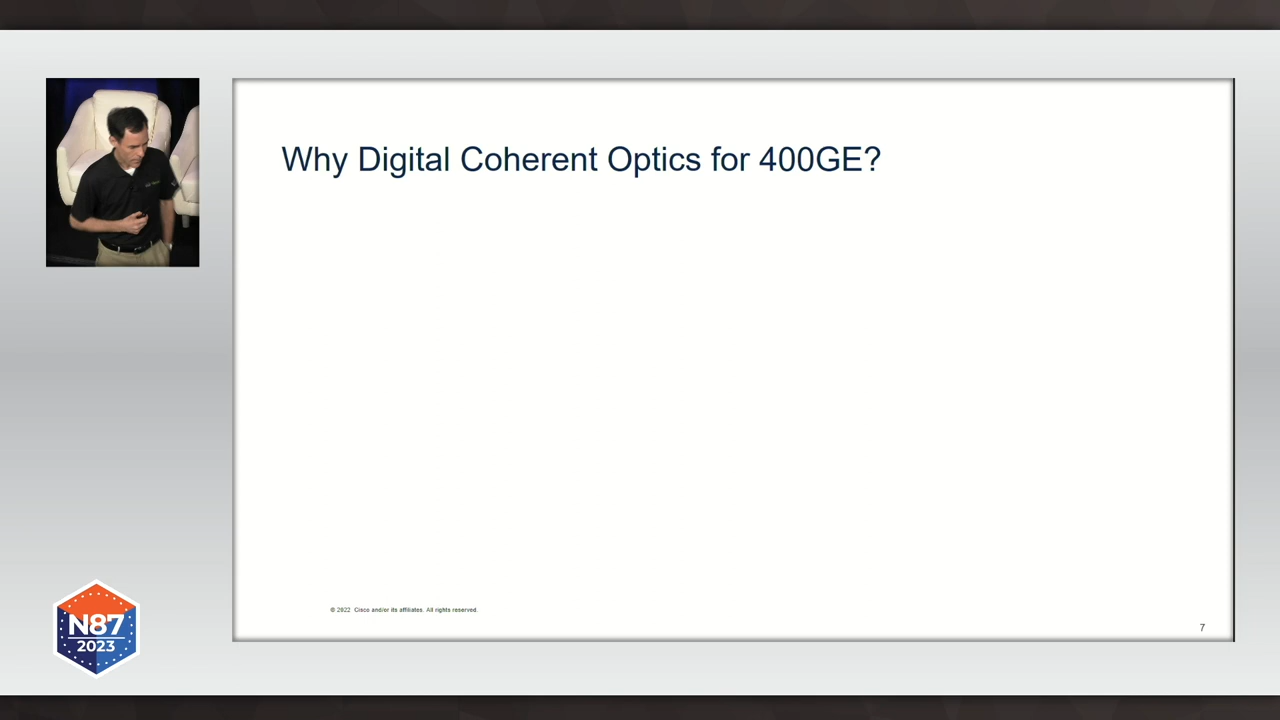 Why Digital Coherent Optics for 400GE?
© 2022 Cisco and/or its affiliates. All rights reserved.
7
N87
2023